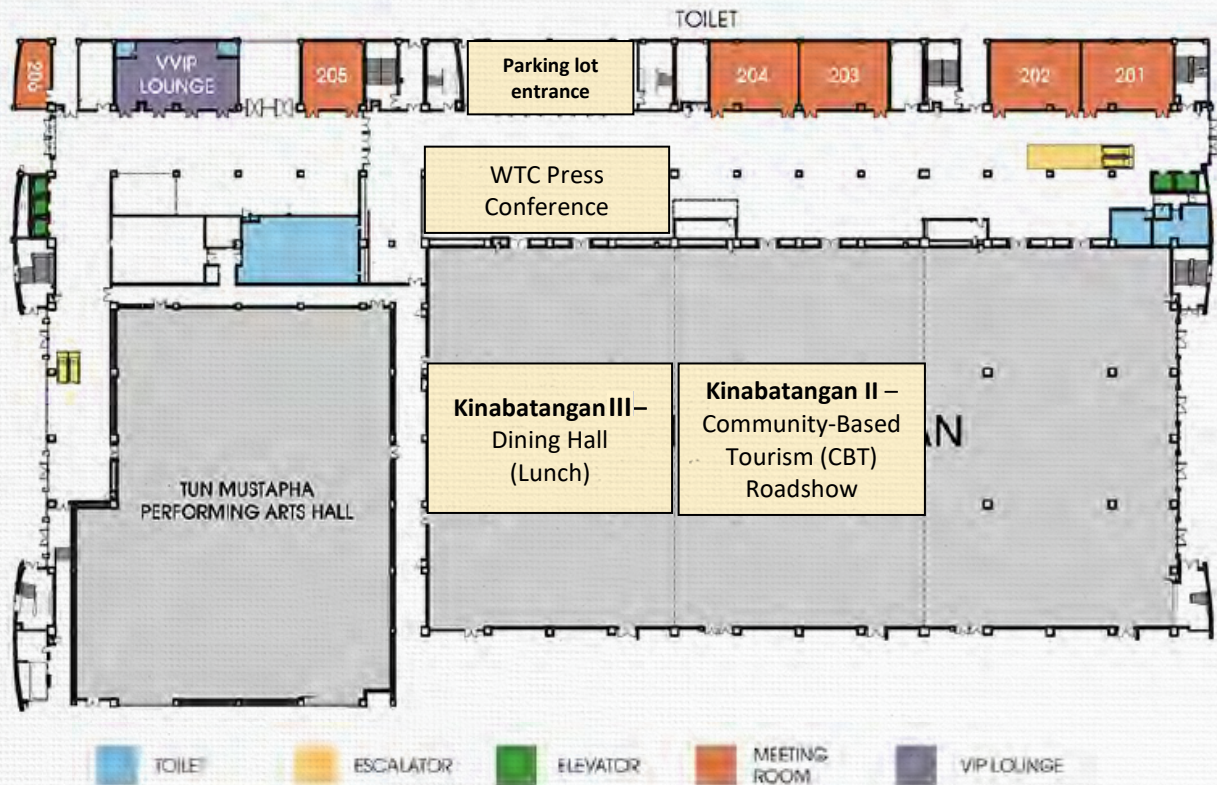 TOILET
206
VVIP
LOUNGE
205
Parking lot
entrance
204
203
202
201
WTC Press
Conference
Kinabatangan III –
Dining Hall
(Lunch)
Kinabatangan II –
Community-Based
Tourism (CBT)
Roadshow
AN
TUN MUSTAPHA
PERFORMING ARTS HALL
TOILET
ESCALATOR
ELEVATOR
MEETING
ROOM
VIP LOUNGE